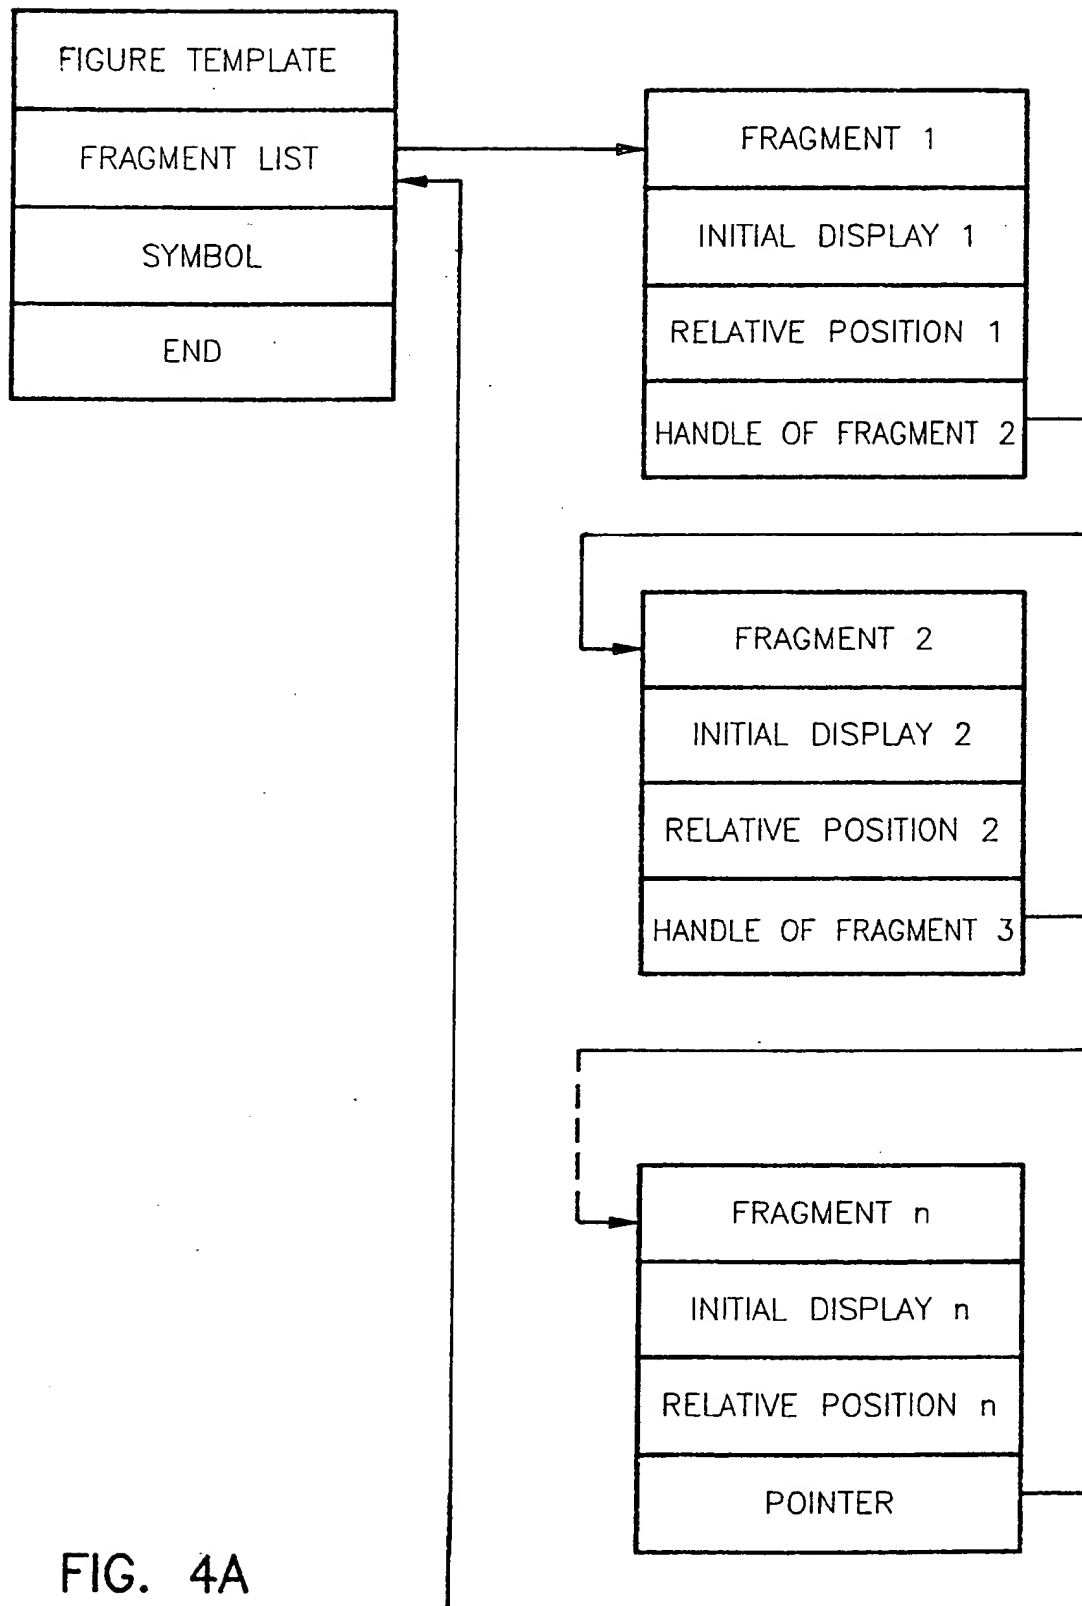 FIGURE TEMPLATE
FRAGMENT LIST
SYMBOL
END
FRAGMENT 1
INITIAL DISPLAY 1
RELATIVE POSITION 1
HANDLE OF FRAGMENT 2
FRAGMENT 2
INITIAL DISPLAY 2
RELATIVE POSITION 2
HANDLE OF FRAGMENT 3
FRAGMENT n
INITIAL DISPLAY n
RELATIVE POSITION n
POINTER
FIG. 4A